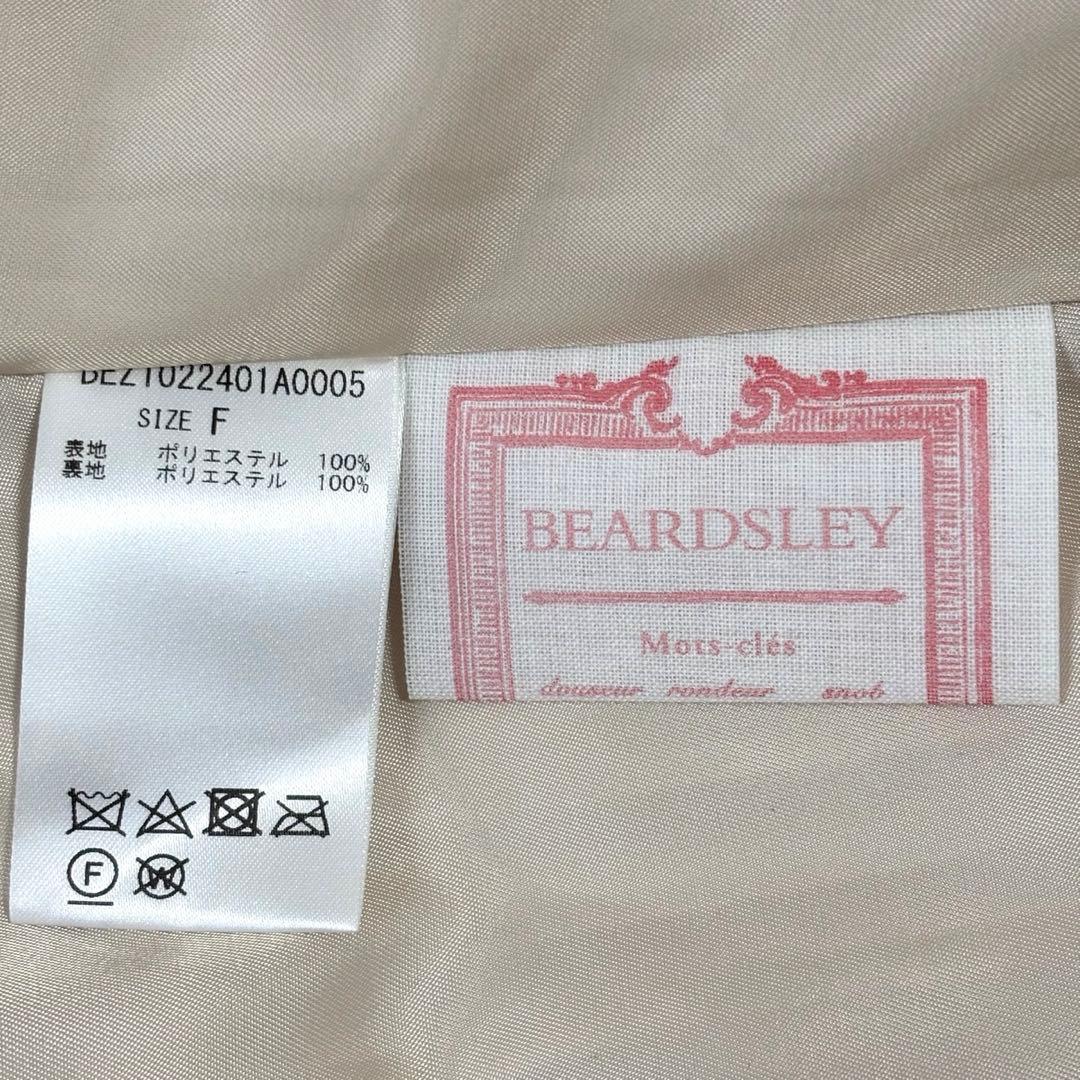 BEZ1022401A0005
SIZE F
表地 ポリエステル 100%
裏地 ポリエステル 100%
F
W
BEARDSLEY
Mots-clés
douseur rondeur snob